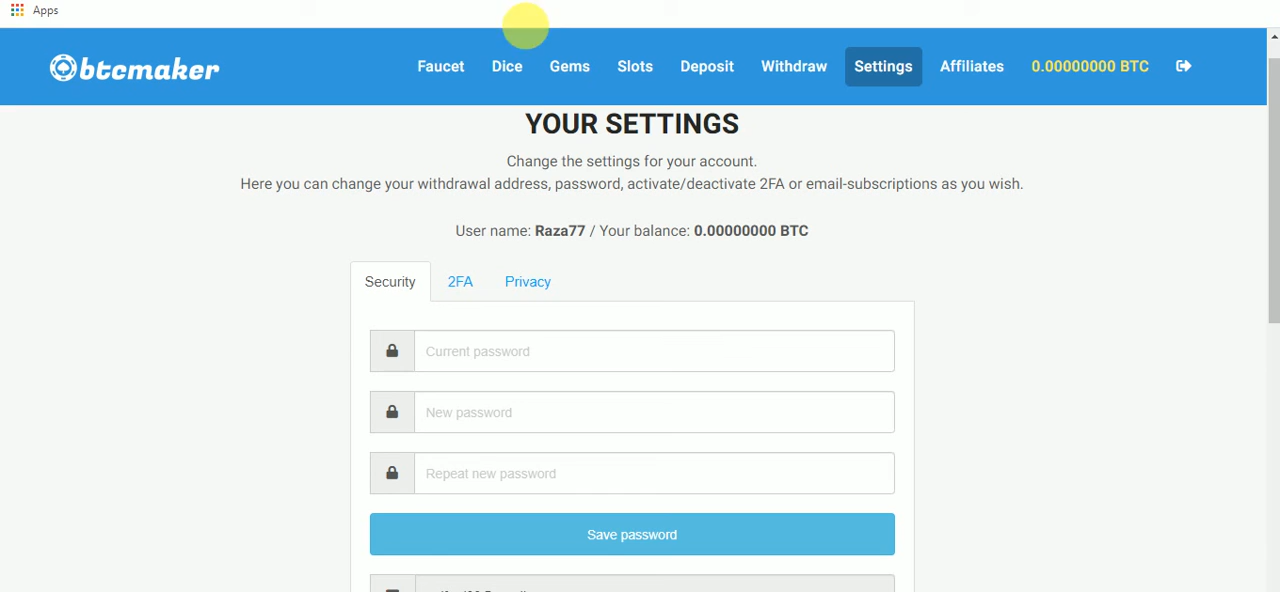 Apps
btcmaker
Faucet Dice Gems Slots Deposit Withdraw Settings Affiliates 0.00000000 BTC
YOUR SETTINGS
Change the settings for your account.
Here you can change your withdrawal address, password, activate/deactivate 2FA or email-subscriptions as you wish.
User name: Raza77 / Your balance: 0.00000000 BTC
Security 2FA Privacy
Current password
New password
Repeat new password
Save password